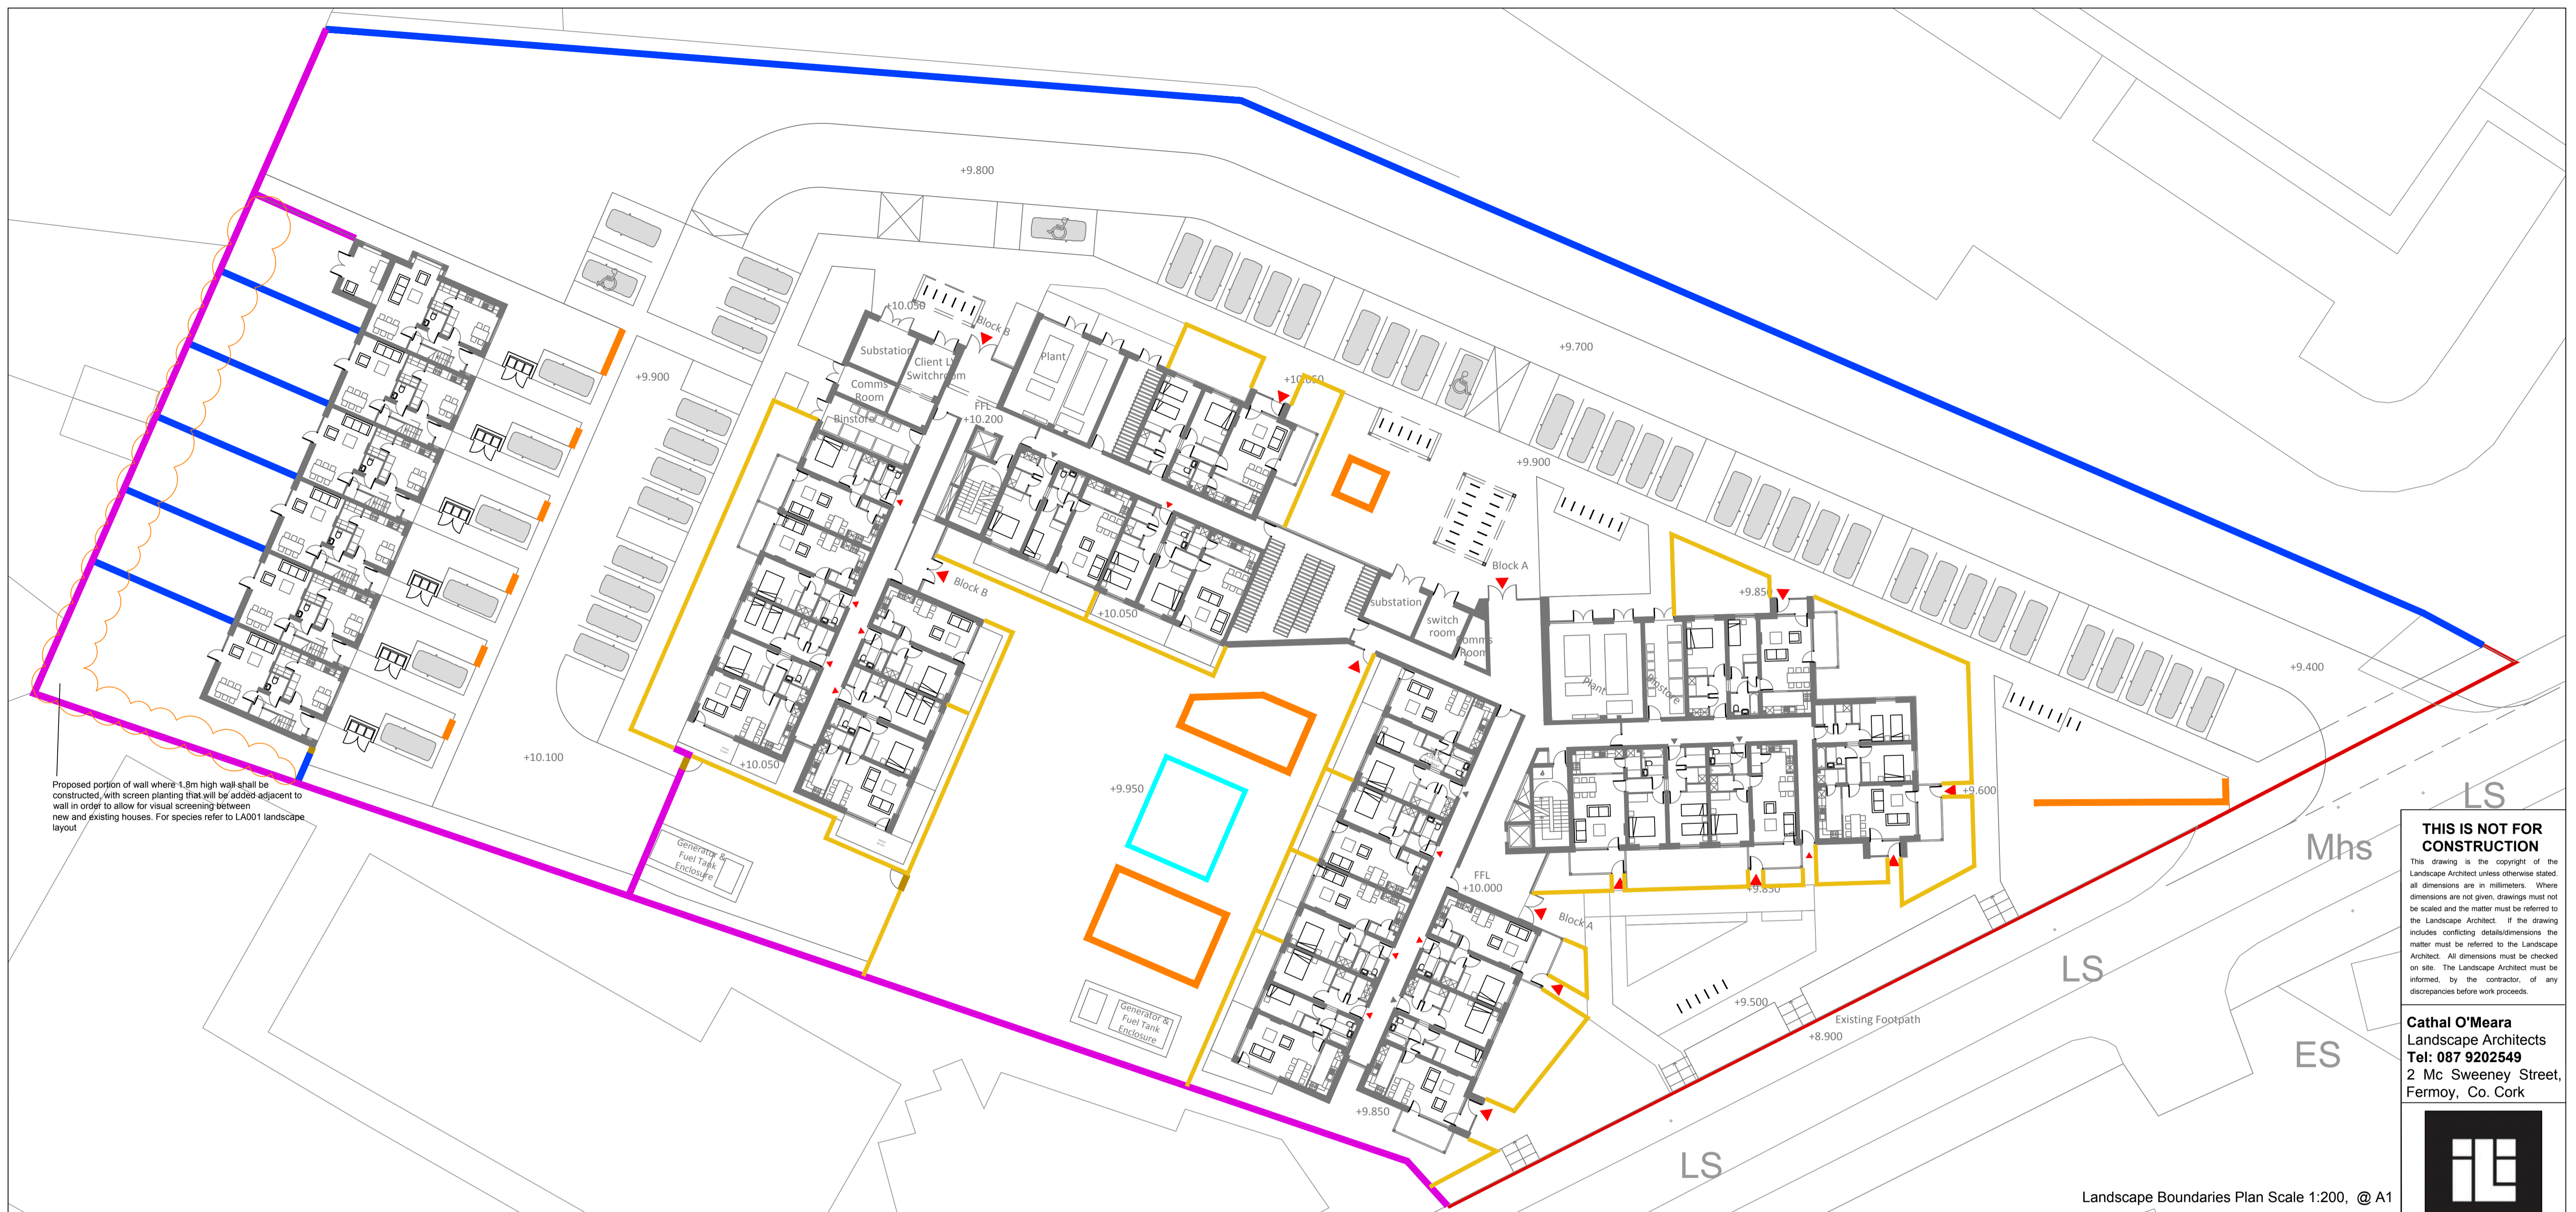 +9.800
+10.050
Block B
Substation
Client LV
Switchroom
Plant
Comms
Room
Binstore
FFL
+10.200
+9.900
+10.050
+9.700
+9.900
Block B
+10.050
Block A
substation
switch
room
Comms
Room
Plant
Binstore
+9.850
+9.400
+9.600
+10.100
+10.050
+9.950
Proposed portion of wall where 1.8m high wall shall be
constructed, with screen planting that will be added adjacent to
wall in order to allow for visual screening between
new and existing houses. For species refer to LA001 landscape
layout
Generator &
Fuel Tank
Enclosure
Generator &
Fuel Tank
Enclosure
FFL
+10.000
+9.850
Block A
+9.500
Existing Footpath
+8.900
+9.850
LS
Mhs
LS
ES
LS
THIS IS NOT FOR
CONSTRUCTION
This drawing is the copyright of the
Landscape Architect unless otherwise stated.
all dimensions are in millimeters. Where
dimensions are not given, drawings must not
be scaled and the matter must be referred to
the Landscape Architect. If the drawing
includes conflicting details/dimensions the
matter must be referred to the Landscape
Architect. All dimensions must be checked
on site. The Landscape Architect must be
informed, by the contractor, of any
discrepancies before work proceeds.
Cathal O'Meara
Landscape Architects
Tel: 087 9202549
2 Mc Sweeney Street,
Fermoy, Co. Cork
Landscape Boundaries Plan Scale 1:200, @ A1